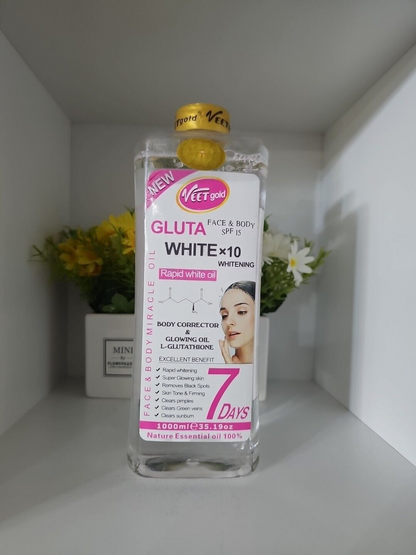 gold VEET
NEW
VEET gold
GLUTA FACE & BODY
SPF 15
WHITE×10
WHITENING
Rapid white oil
FACE & BODY MIRACLE OIL
BODY CORRECTOR
&
GLOWING OIL
L-GLUTATHIONE
EXCELLENT BENEFIT
Rapid whitening
Super Glowing skin
Removes Black Spots
Skin Tone & Firming
Clears pimples
Clears Green veins
Clears sunburn
7 DAYS
1000ml℮35.19oz
Nature Essential oil 100%
MINI